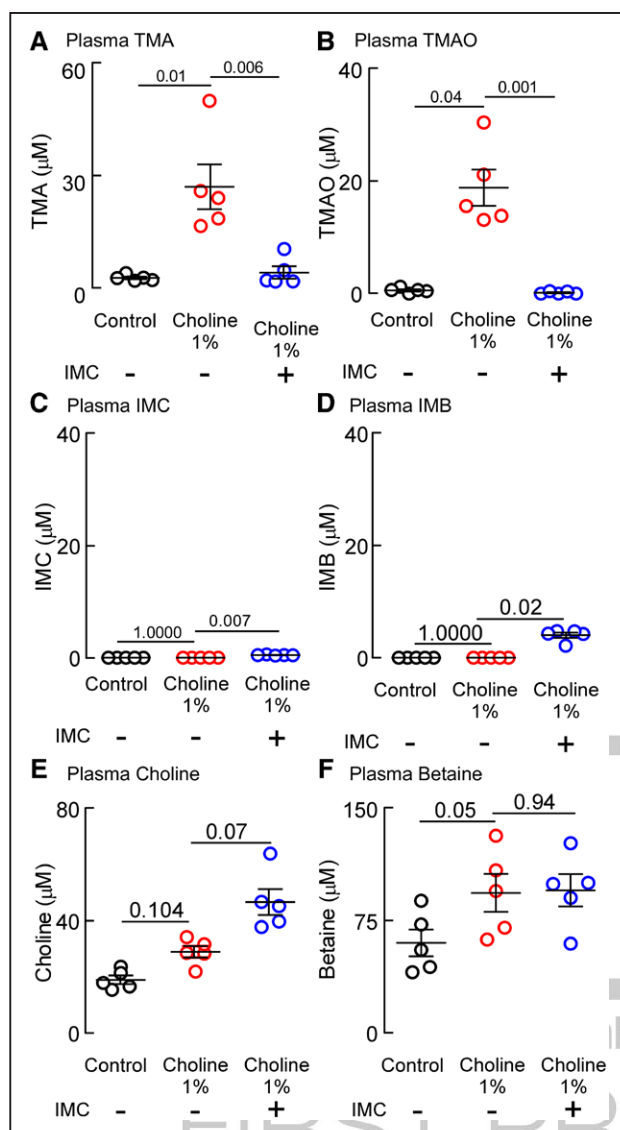 A Plasma TMA
B Plasma TMAO
60
30
0
TMA (μM)
0.01
0.006
Control
Choline
1%
Choline
1%
IMC
-
-
+
40
20
0
TMAO (μM)
0.04
0.001
Control
Choline
1%
Choline
1%
IMC
-
-
+
C Plasma IMC
D Plasma IMB
40
20
0
IMC (μM)
1.0000
0.007
Control
Choline
1%
Choline
1%
IMC
-
-
+
40
20
0
IMB (μM)
1.0000
0.02
Control
Choline
1%
Choline
1%
IMC
-
-
+
E Plasma Choline
F Plasma Betaine
80
40
0
Choline (μM)
0.104
0.07
Control
Choline
1%
Choline
1%
IMC
-
-
+
150
75
0
Betaine (μM)
0.05
0.94
Control
Choline
1%
Choline
1%
IMC
-
-
+